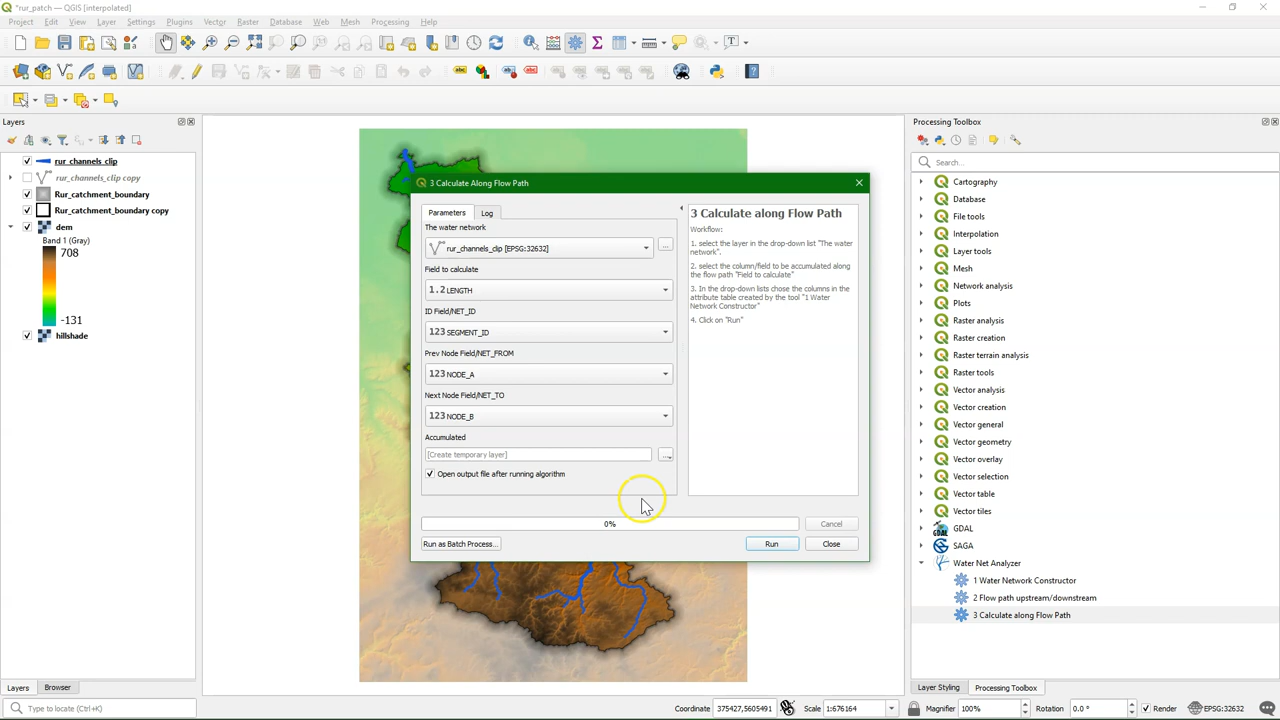 *rur_patch — QGIS [interpolated]
Project Edit View Layer Settings Plugins Vector Raster Database Web Mesh Processing Help
Layers
rur_channels_clip
rur_channels_clip copy
Rur_catchment_boundary
Rur_catchment_boundary copy
dem
Band 1 (Gray)
708
-131
hillshade
3 Calculate Along Flow Path
Parameters Log
The water network
rur_channels_clip [EPSG:32632]
...
Field to calculate
1.2 LENGTH
ID Field/NET_ID
123 SEGMENT_ID
Prev Node Field/NET_FROM
123 NODE_A
Next Node Field/NET_TO
123 NODE_B
Accumulated
[Create temporary layer]
...
Open output file after running algorithm
3 Calculate along Flow Path
Workflow:
1. select the layer in the drop-down list "The water
network".
2. select the column/field to be accumulated along
the flow path "Field to calculate"
3. In the drop-down lists chose the columns in the
attribute table created by the tool "1 Water
Network Constructor"
4. Click on "Run"
0%
Cancel
Run as Batch Process...
Run
Close
Processing Toolbox
Search...
Cartography
Database
File tools
Interpolation
Layer tools
Mesh
Network analysis
Plots
Raster analysis
Raster creation
Raster terrain analysis
Raster tools
Vector analysis
Vector creation
Vector general
Vector geometry
Vector overlay
Vector selection
Vector table
Vector tiles
GDAL
GDAL
SAGA
Water Net Analyzer
1 Water Network Constructor
2 Flow path upstream/downstream
3 Calculate along Flow Path
Layers Browser
Layer Styling Processing Toolbox
Type to locate (Ctrl+K)
Coordinate 375427,5605491 Scale 1:676164 Magnifier 100% Rotation 0.0 ° Render EPSG:32632